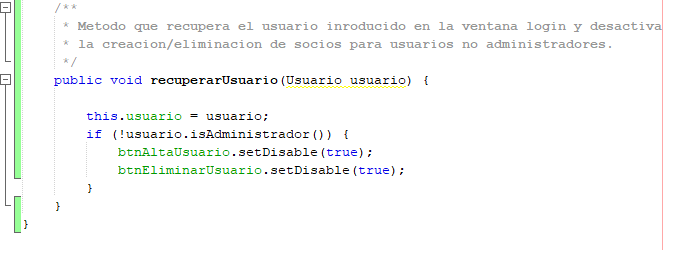 /**
* Metodo que recupera el usuario inroducido en la ventana login y desactiva
* la creacion/eliminacion de socios para usuarios no administradores.
*/
public void recuperarUsuario(Usuario usuario) {
this.usuario = usuario;
if (!usuario.isAdministrador()) {
btnAltaUsuario.setDisable(true);
btnEliminarUsuario.setDisable(true);
}
}
}